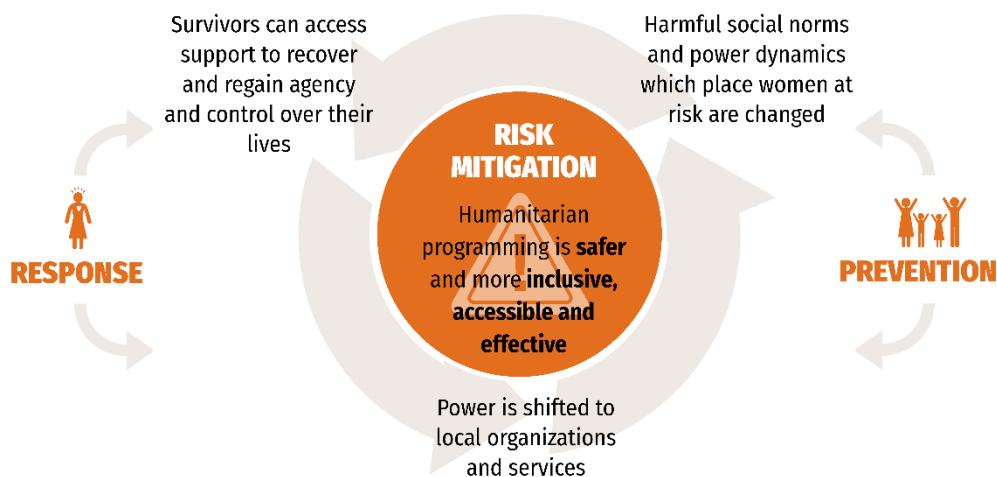 Survivors can access
support to recover
and regain agency
and control over their
lives
Harmful social norms
and power dynamics
which place women at
risk are changed
RISK
MITIGATION
Humanitarian
programming is safer
and more inclusive,
accessible and
effective
RESPONSE
PREVENTION
Power is shifted to
local organizations
and services